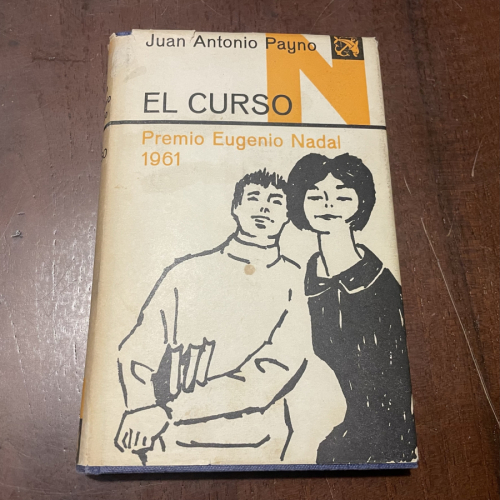 Juan Antonio Payno
N
EL CURSO
Premio Eugenio Nadal
1961